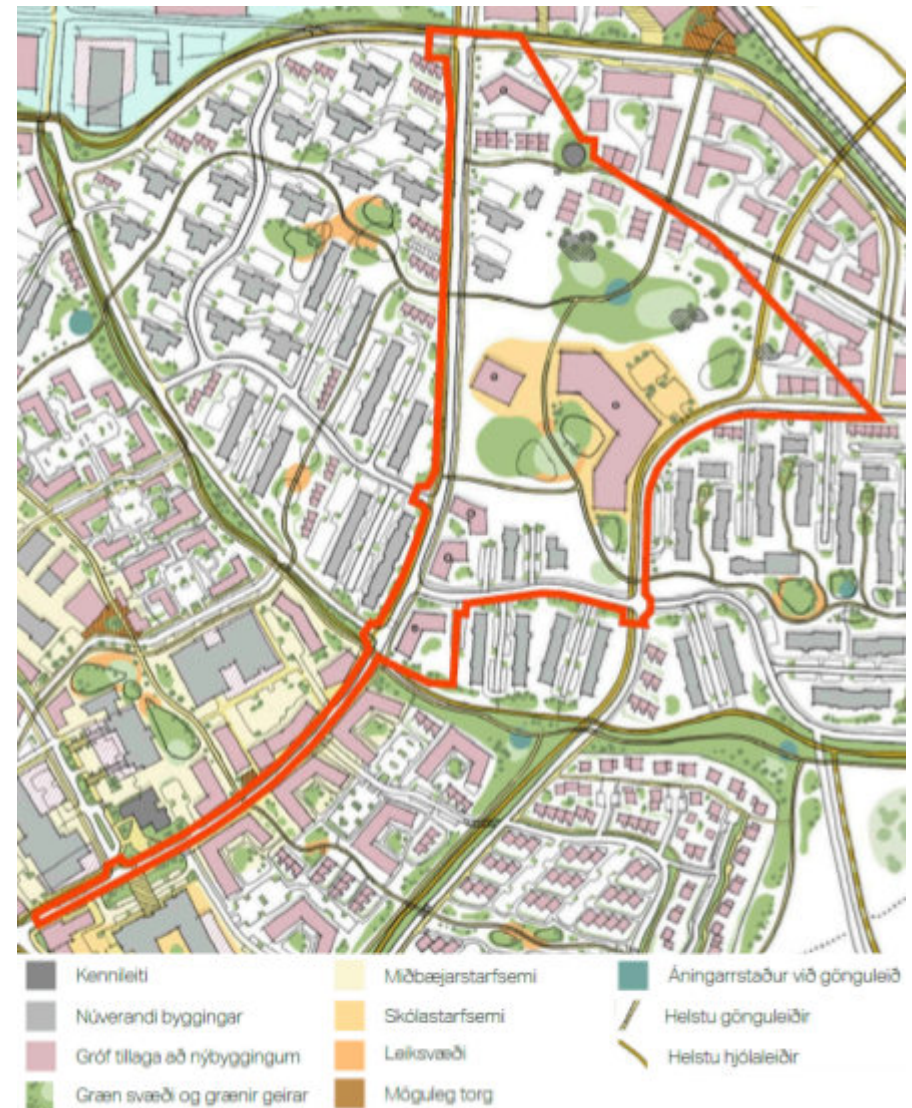 Kennileiti
Núverandi byggingar
Gróf tillaga að nýbyggingum
Græn svæði og grænir geirar
Miðbæjarstarfsemi
Skólastarfsemi
Leiksvæði
Möguleg torg
Áningarrstaður við gönguleið
Helstu gönguleiðir
Helstu hjólaleiðir